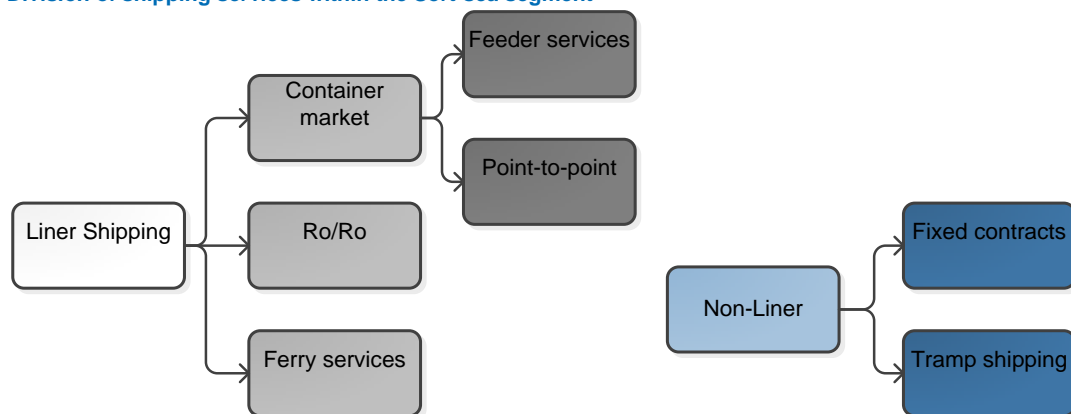 Feeder services
Container
market
Point-to-point
Liner Shipping
Ro/Ro
Ferry services
Fixed contracts
Non-Liner
Tramp shipping